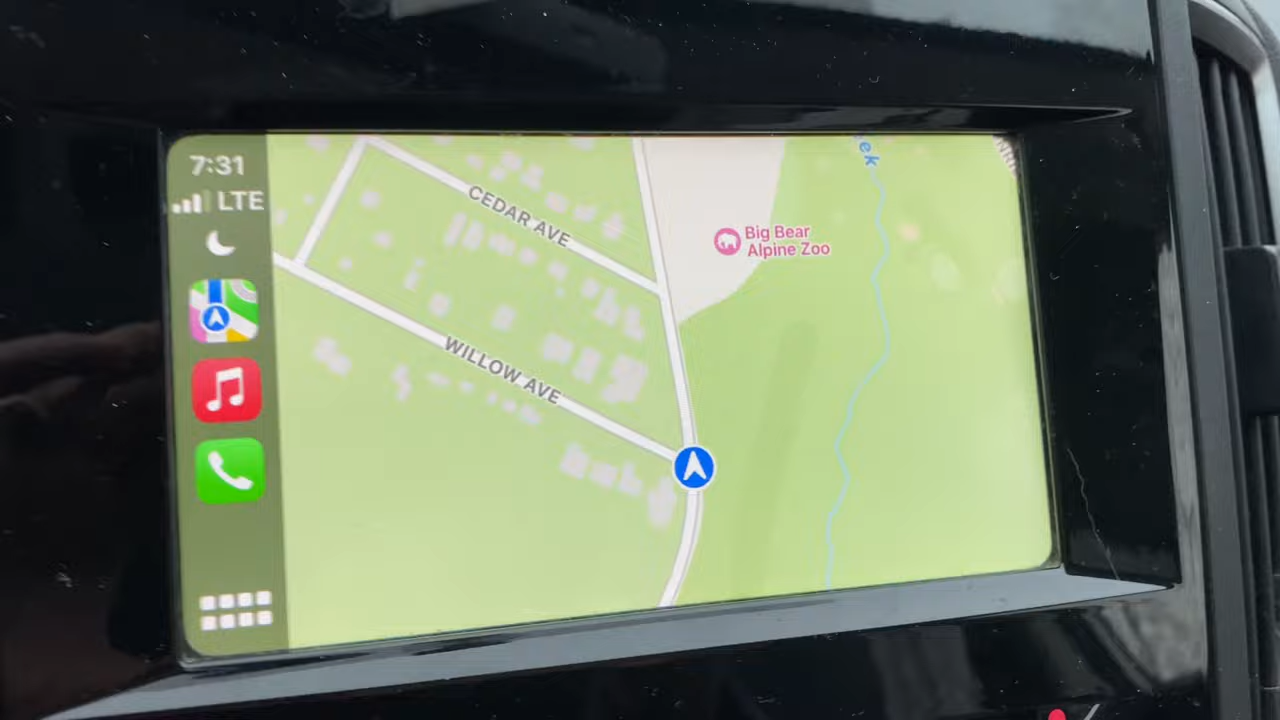 7:31
LTE
CEDAR AVE
WILLOW AVE
Big Bear
Alpine Zoo